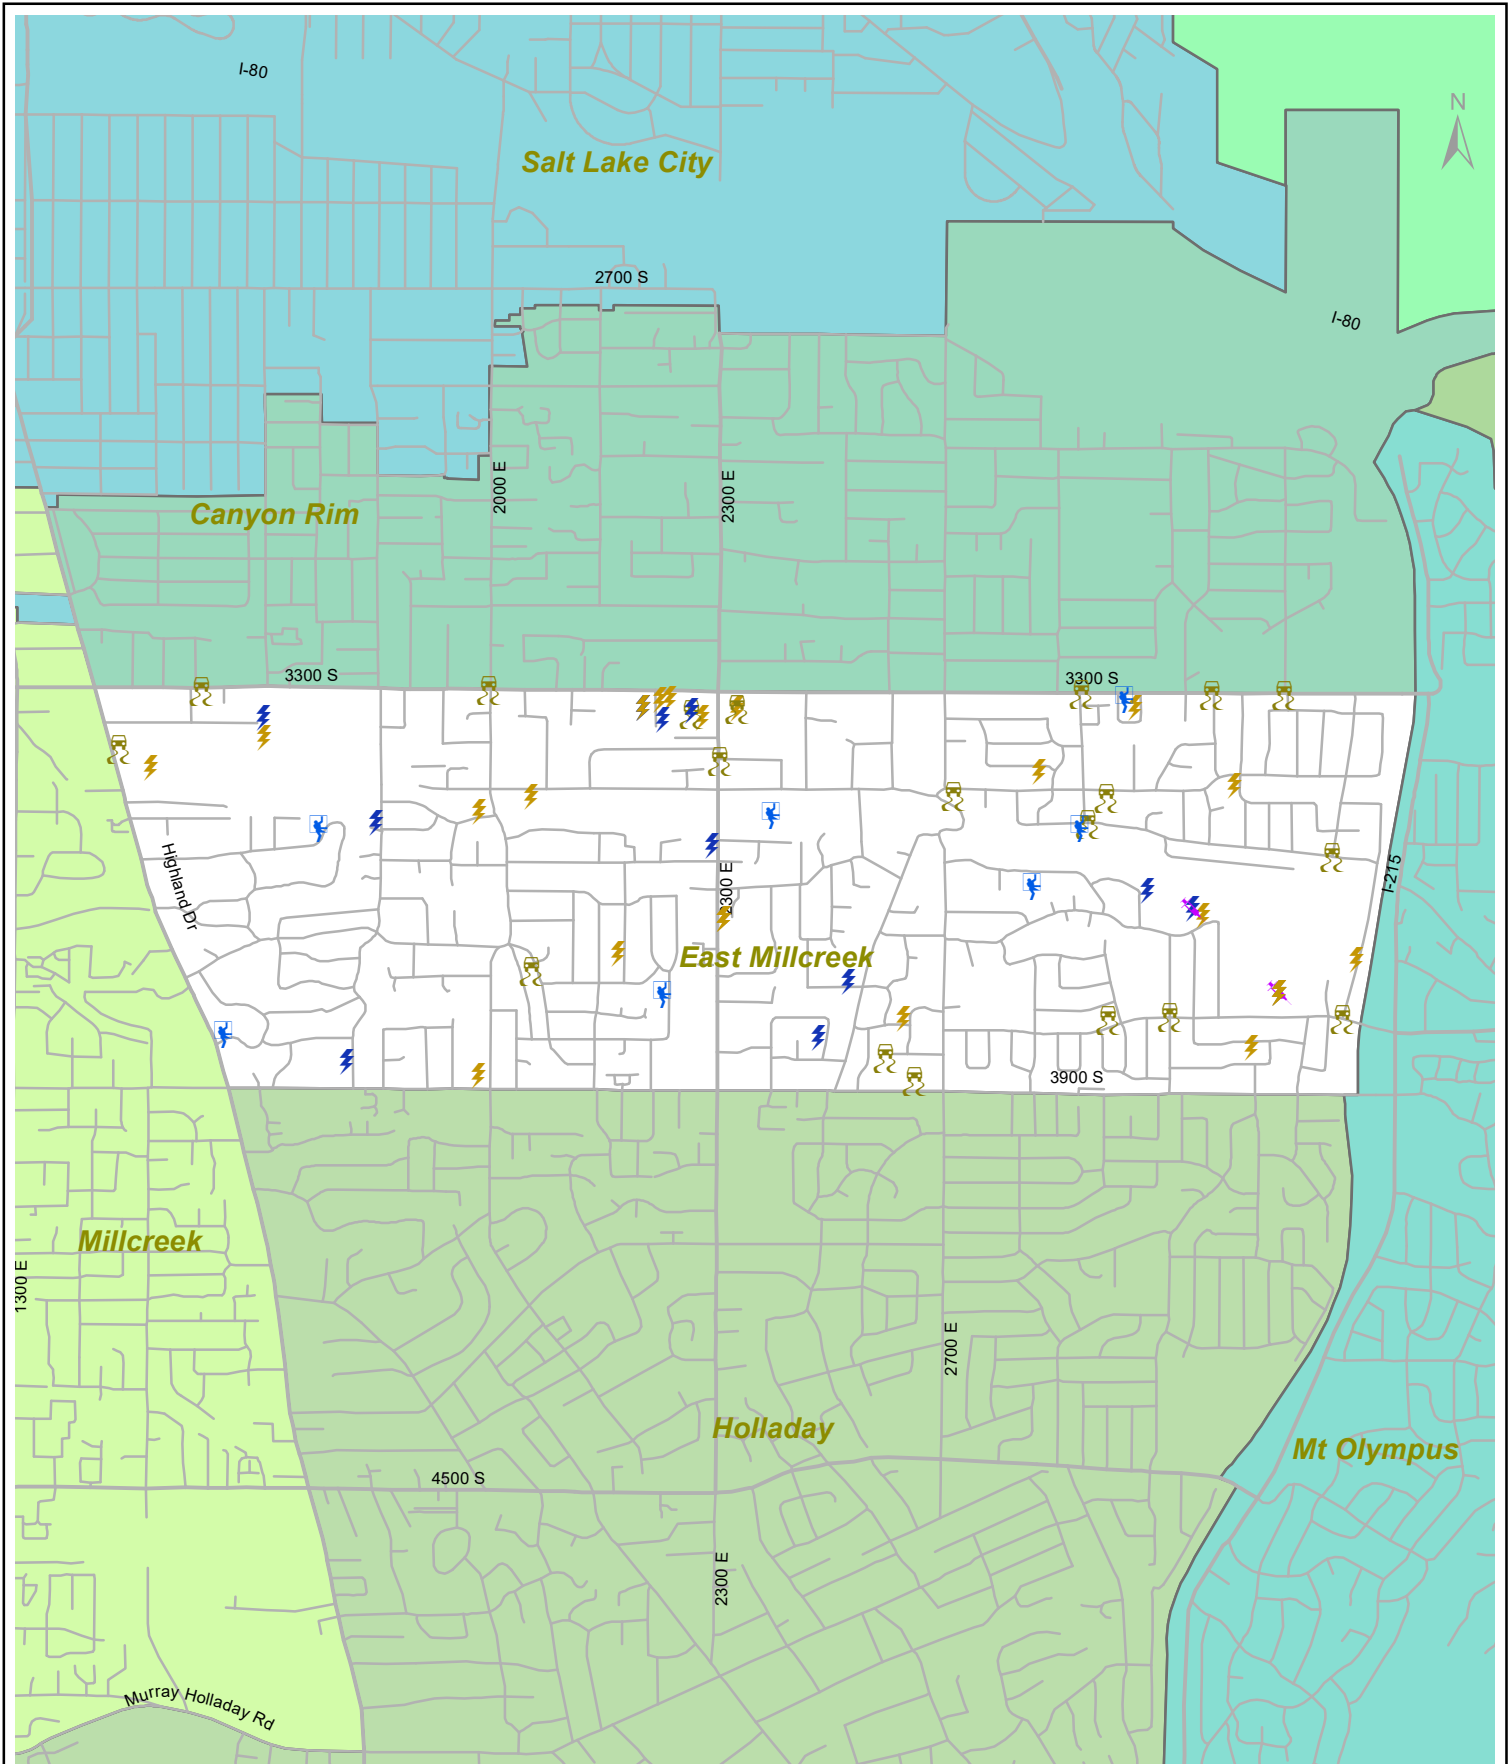 I-80
N
Salt Lake City
2700 S
I-80
2000 E
2300 E
Canyon Rim
3300 S
3300 S
Highland Dr
2300 E
I-215
East Millcreek
3900 S
Millcreek
1300 E
2700 E
Holladay
Mt Olympus
4500 S
2300 E
Murray Holladay Rd